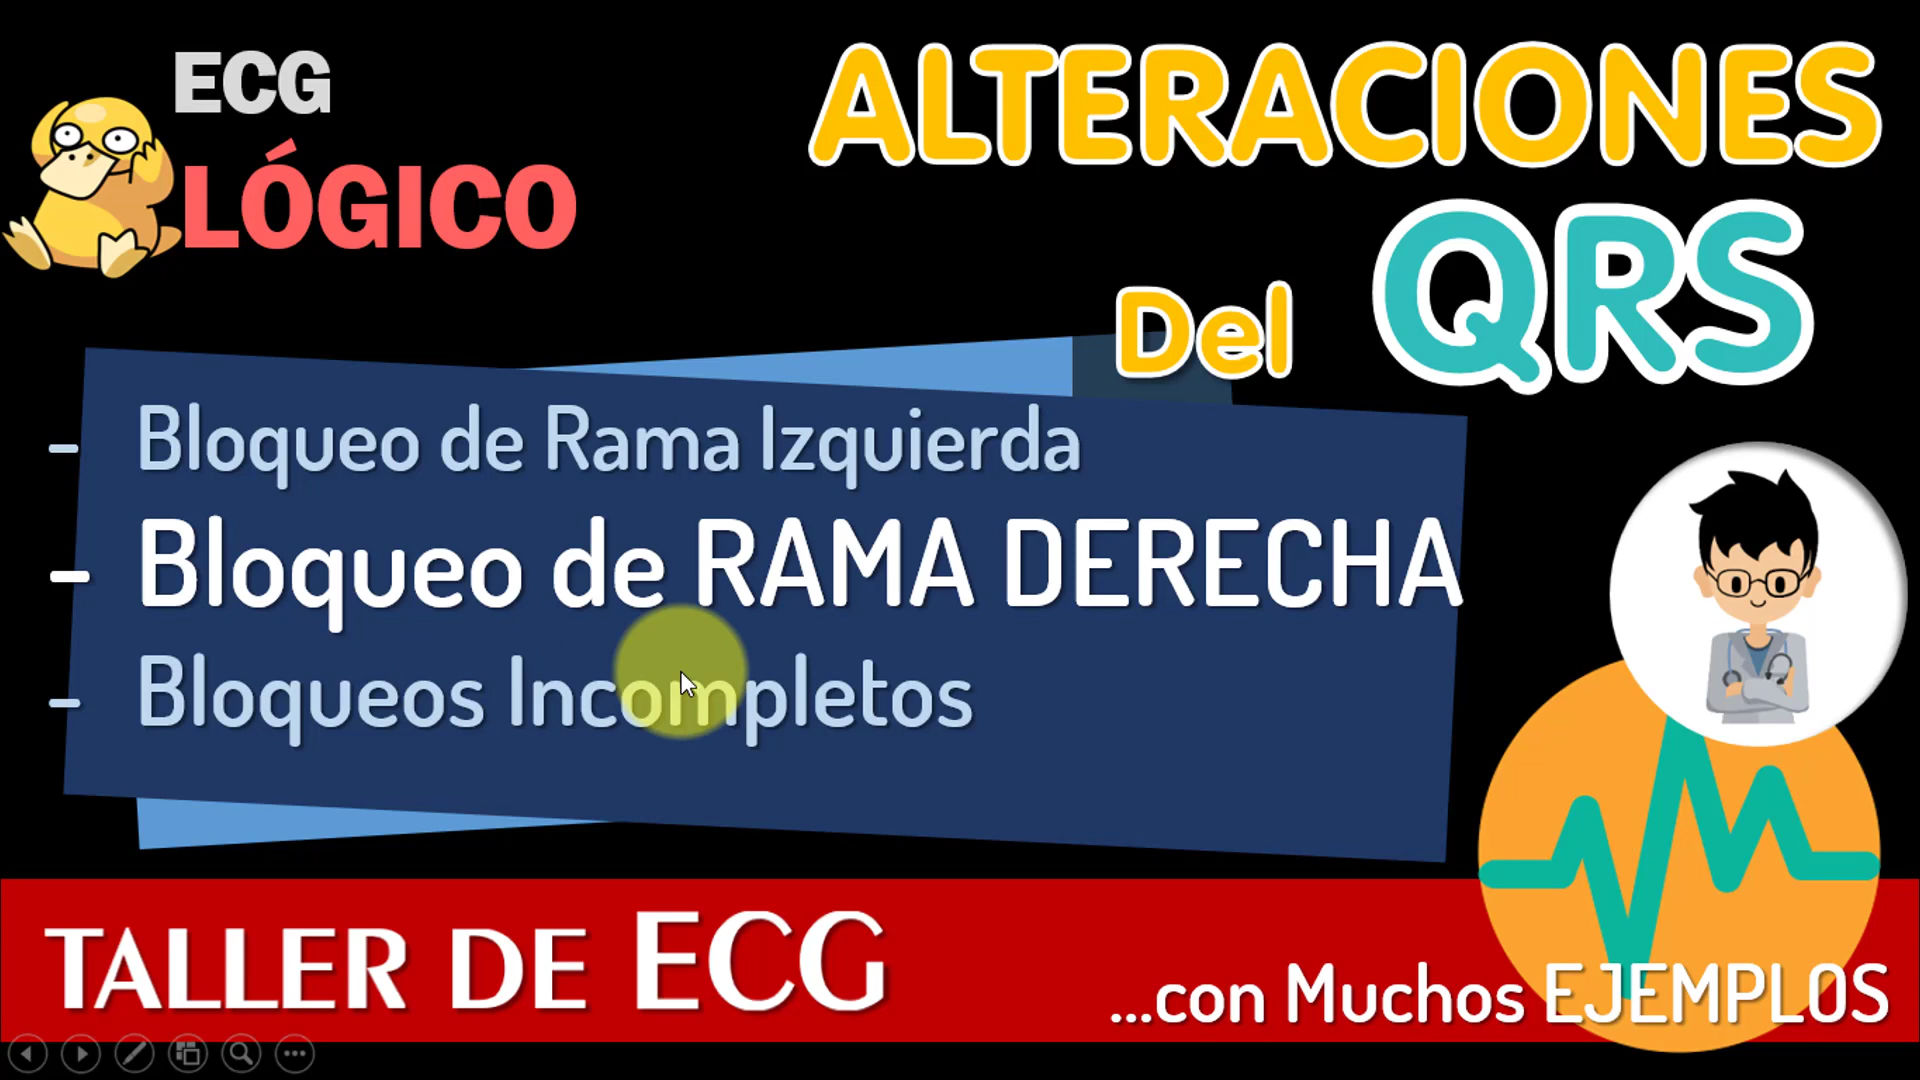 ECG
LÓGICO
ALTERACIONES
Del QRS
- Bloqueo de Rama Izquierda
- Bloqueo de RAMA DERECHA
- Bloqueos Incompletos
TALLER DE ECG
...con Muchos EJEMPLOS